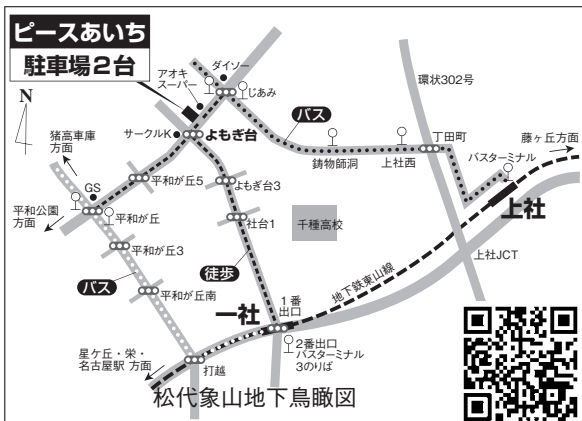 ピースあいち
駐車場2台
N
アオキ
スーパー
ダイソー
じあみ
バス
環状302号
猪高車庫
方面
サークルK
よもぎ台
鋳物師洞
上社西
丁田町
バスターミナル
藤ヶ丘方面
GS
平和が丘5
よもぎ台3
平和公園
方面
平和が丘
社台1
千種高校
上社
平和が丘3
上社JCT
バス
徒歩
地下鉄東山線
平和が丘南
一社
1番
出口
2番出口
バスターミナル
3のりば
星ケ丘・栄・
名古屋駅 方面
打越
松代象山地下鳥瞰図